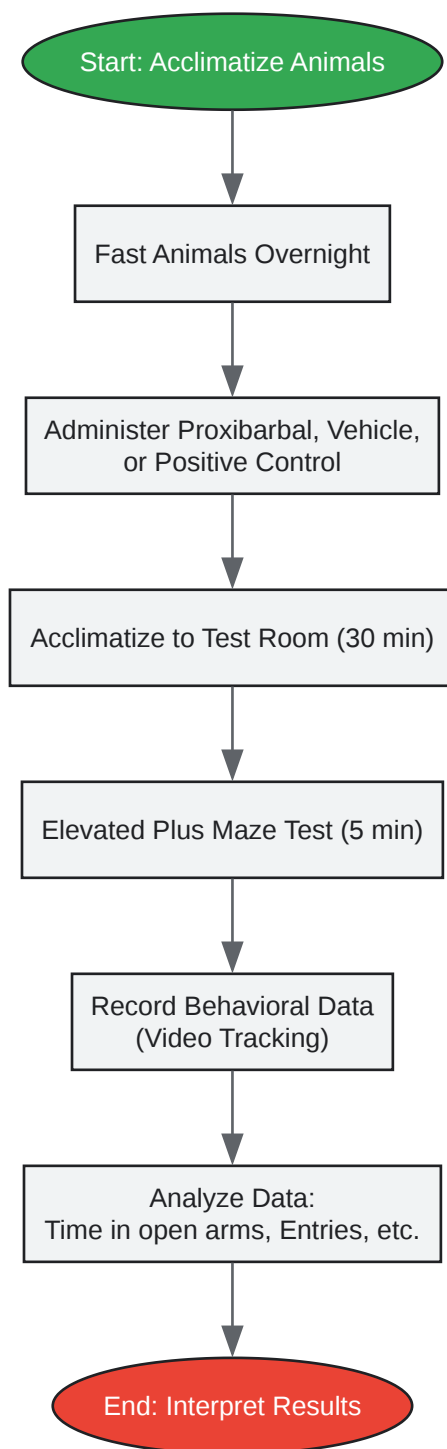 Start: Acclimatize Animals
Fast Animals Overnight
Administer Proxibarbal, Vehicle,
or Positive Control
Acclimatize to Test Room (30 min)
Elevated Plus Maze Test (5 min)
Record Behavioral Data
(Video Tracking)
Analyze Data:
Time in open arms, Entries, etc.
End: Interpret Results